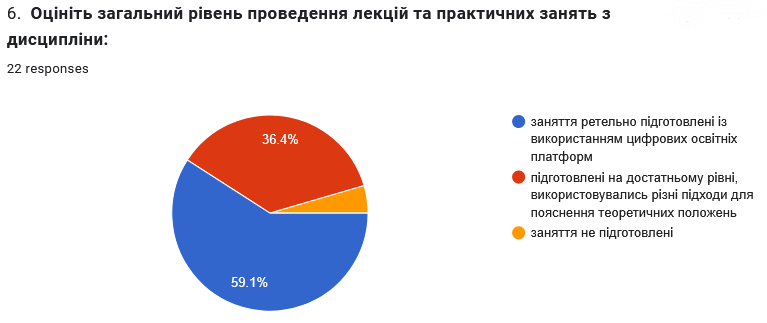 6. Оцініть загальний рівень проведення лекцій та практичних занять з
дисципліни:
22 responses
36.4%
59.1%
заняття ретельно підготовлені із
використанням цифрових освітніх
платформ
підготовлені на достатньому рівні,
використовувались різні підходи для
пояснення теоретичних положень
заняття не підготовлені